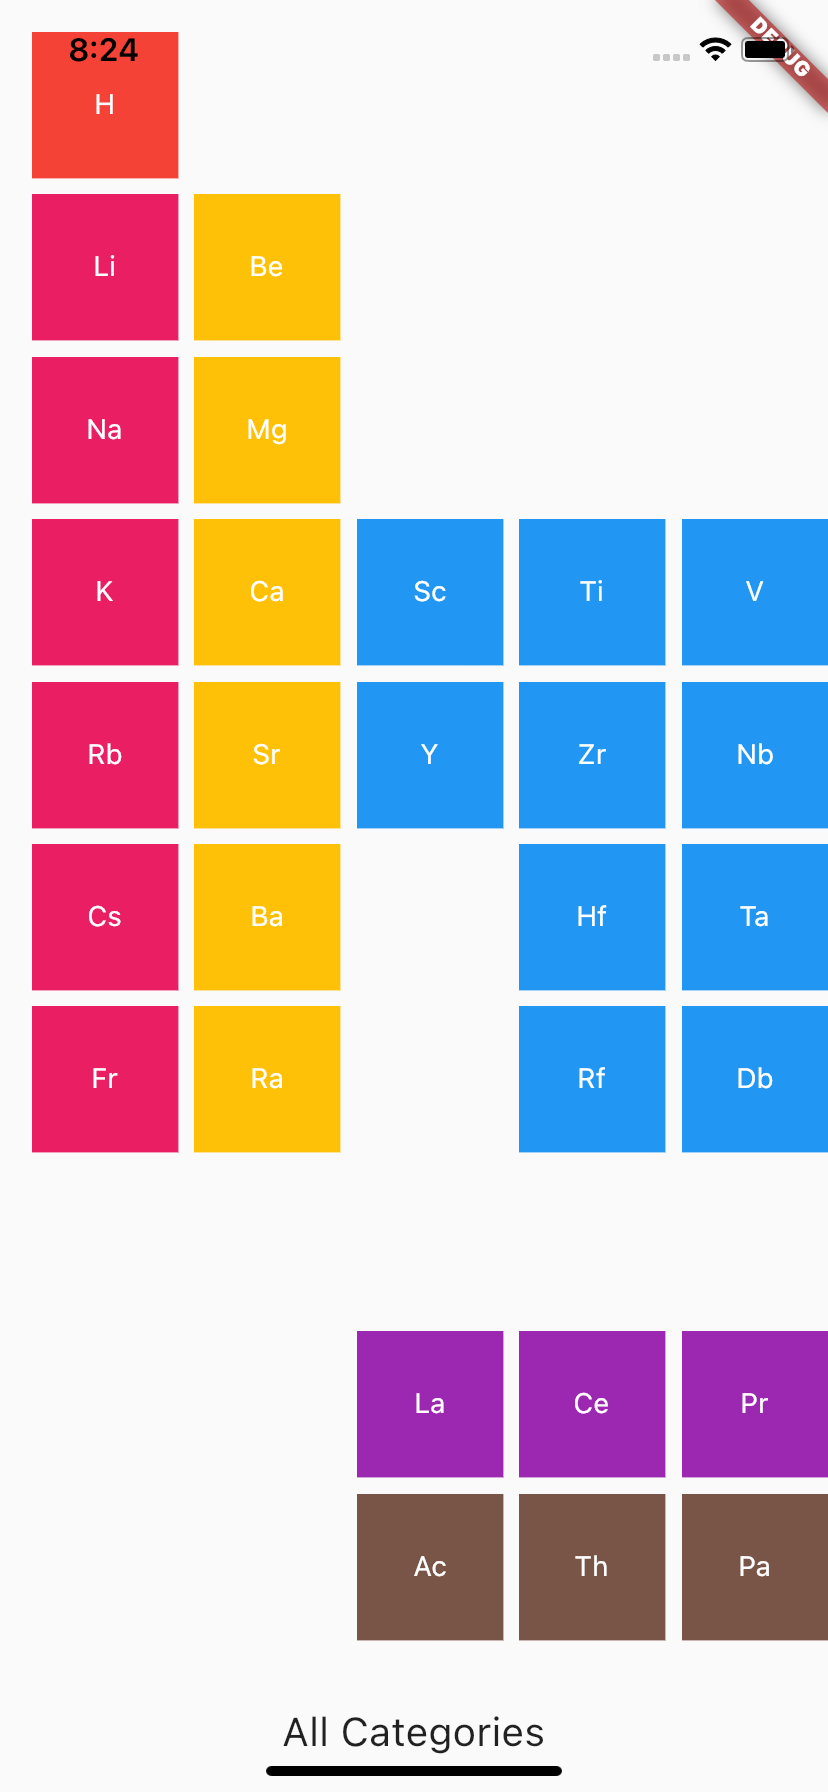 8:24
DEBUG
H
Li Be
Na Mg
K Ca Sc Ti V
Rb Sr Y Zr Nb
Cs Ba Hf Ta
Fr Ra Rf Db
La Ce Pr
Ac Th Pa
All Categories